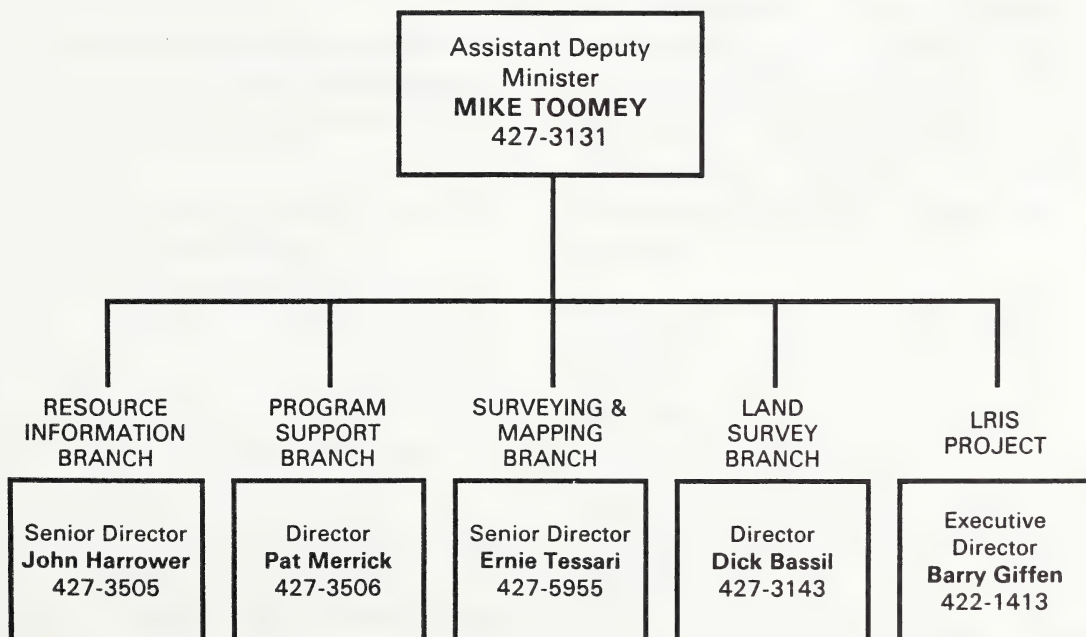 Assistant Deputy
Minister
MIKE TOOMEY
427-3131
RESOURCE
INFORMATION
BRANCH
Senior Director
John Harrower
427-3505
PROGRAM
SUPPORT
BRANCH
Director
Pat Merrick
427-3506
SURVEYING &
MAPPING
BRANCH
Senior Director
Ernie Tessari
427-5955
LAND
SURVEY
BRANCH
Director
Dick Bassil
427-3143
LRIS
PROJECT
Executive
Director
Barry Giffen
422-1413